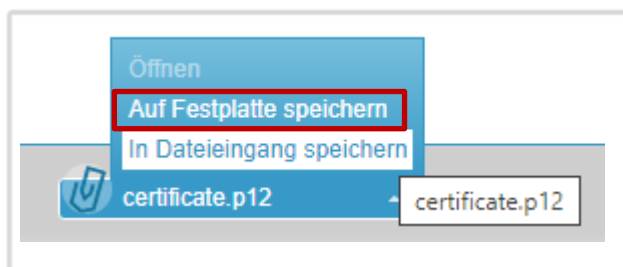 Öffnen
Auf Festplatte speichern
In Dateieingang speichern
certificate.p12
certificate.p12